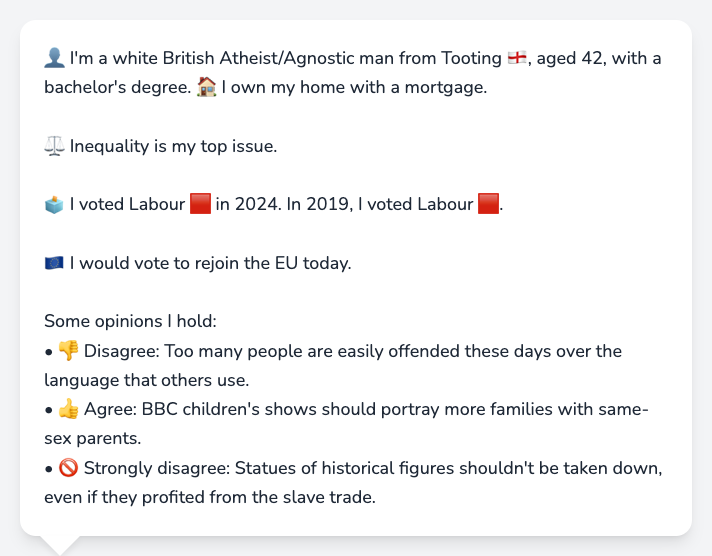 👤 I'm a white British Atheist/Agnostic man from Tooting 🏴󠁧󠁢󠁥󠁮󠁧󠁿, aged 42, with a
bachelor's degree. 🏠 I own my home with a mortgage.
⚖️ Inequality is my top issue.
🗳️ I voted Labour 🟥 in 2024. In 2019, I voted Labour 🟥.
🇪🇺 I would vote to rejoin the EU today.
Some opinions I hold:
• 👎 Disagree: Too many people are easily offended these days over the
language that others use.
• 👍 Agree: BBC children's shows should portray more families with same-
sex parents.
• 🚫 Strongly disagree: Statues of historical figures shouldn't be taken down,
even if they profited from the slave trade.